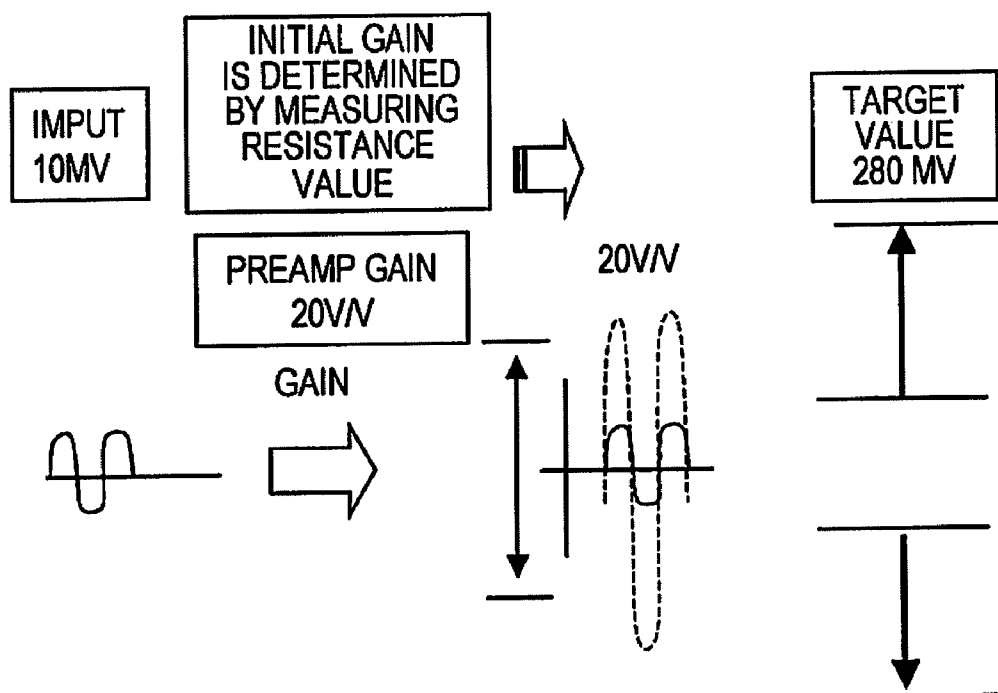 IMPUT
10MV
INITIAL GAIN
IS DETERMINED
BY MEASURING
RESISTANCE
VALUE
TARGET
VALUE
280 MV
PREAMP GAIN
20V/V
20V/V
GAIN